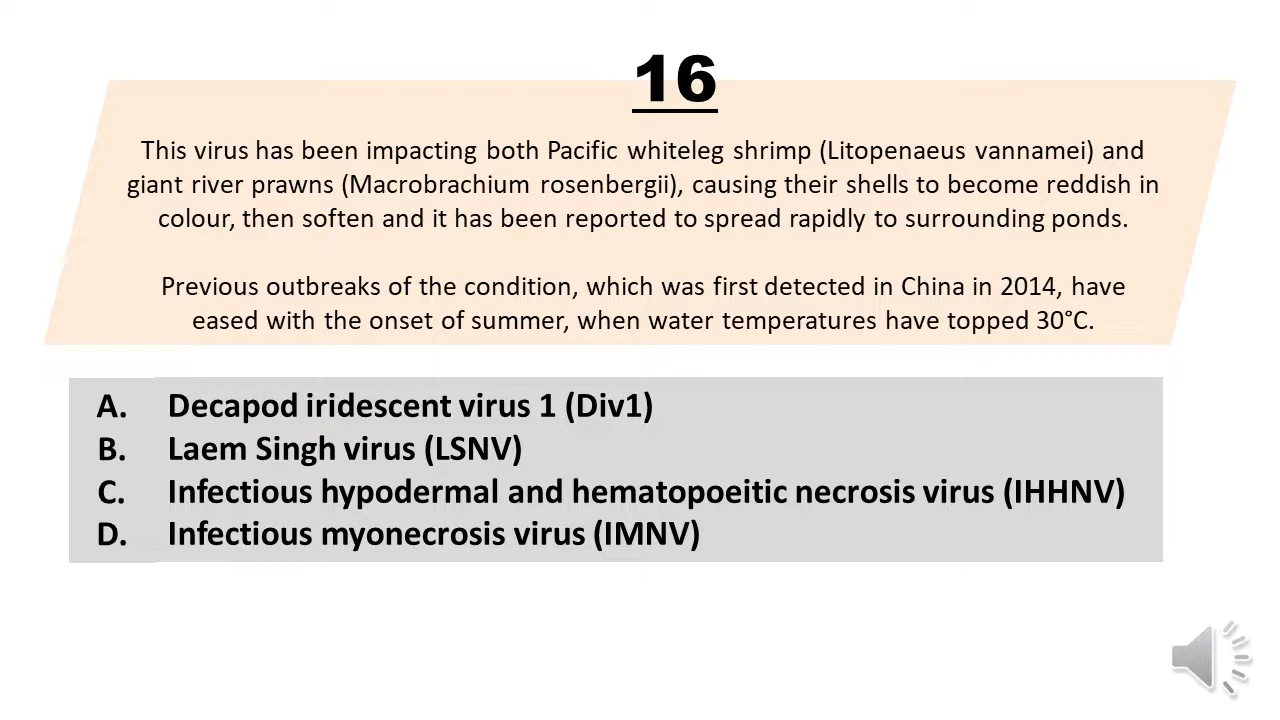 16
This virus has been impacting both Pacific whiteleg shrimp (Litopenaeus vannamei) and
giant river prawns (Macrobrachium rosenbergii), causing their shells to become reddish in
colour, then soften and it has been reported to spread rapidly to surrounding ponds.
Previous outbreaks of the condition, which was first detected in China in 2014, have
eased with the onset of summer, when water temperatures have topped 30°C.
A. Decapod iridescent virus 1 (Div1)
B. Laem Singh virus (LSNV)
C. Infectious hypodermal and hematopoeitic necrosis virus (IHHNV)
D. Infectious myonecrosis virus (IMNV)